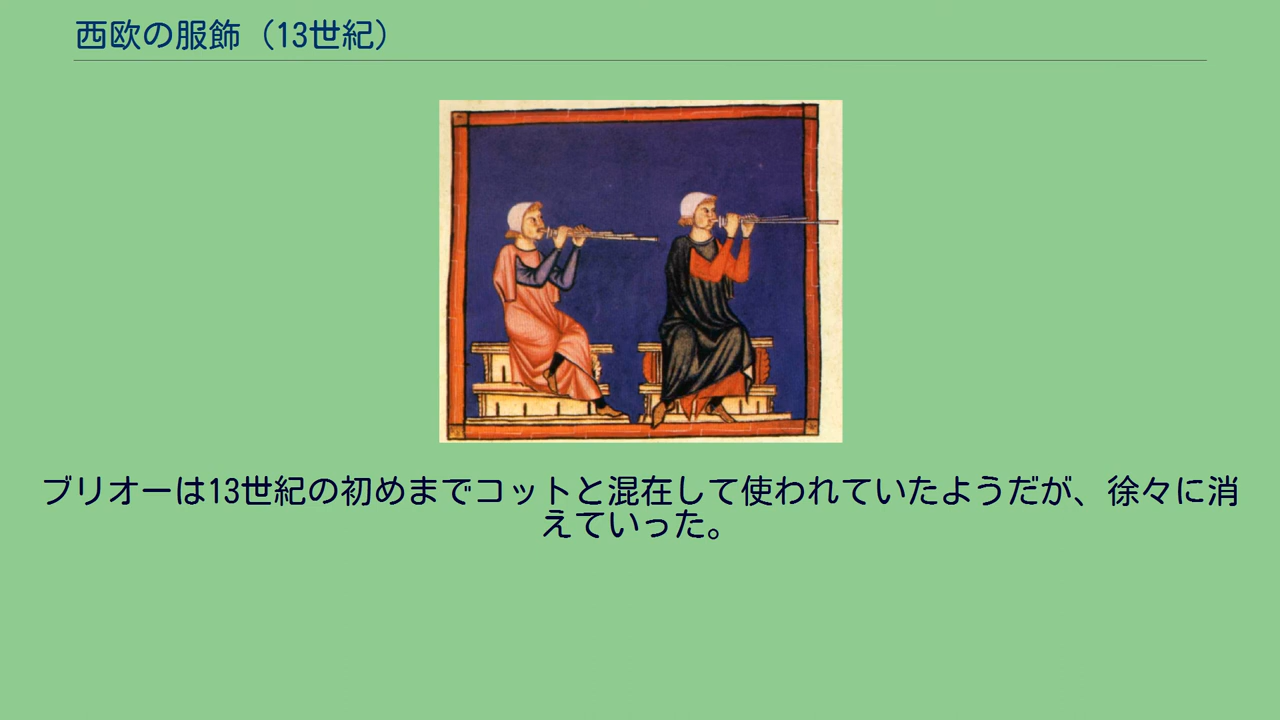 西欧の服飾（13世紀）
ブリオーは13世紀の初めまでコットと混在して使われていたようだが、徐々に消
えていった。